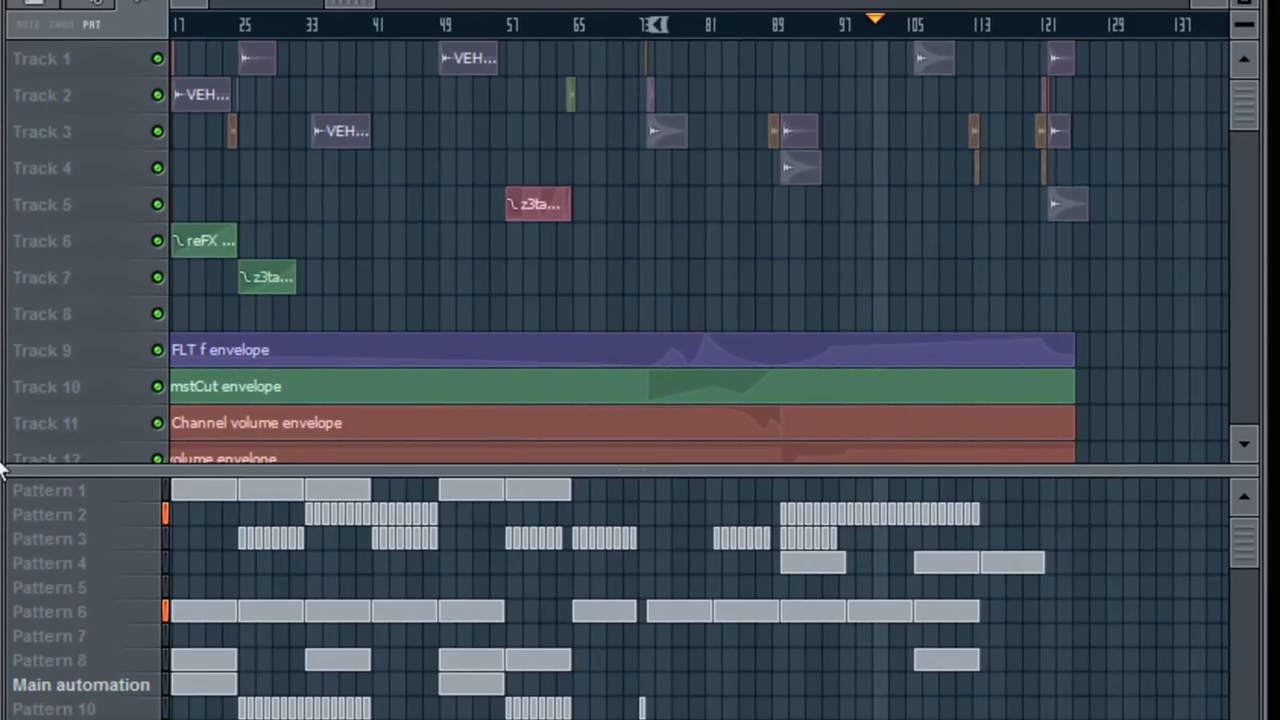 NOTE CHAN PAT
17 25 33 41 49 57 65 73 81 89 97 105 113 121 129 137
Track 1
VEH...
Track 2
VEH...
Track 3
VEH...
Track 4
Track 5
z3ta...
Track 6
reFX ...
Track 7
z3ta...
Track 8
Track 9
FLT f envelope
Track 10
mstCut envelope
Track 11
Channel volume envelope
Track 12
volume envelope
Pattern 1
Pattern 2
Pattern 3
Pattern 4
Pattern 5
Pattern 6
Pattern 7
Pattern 8
Main automation
Pattern 10